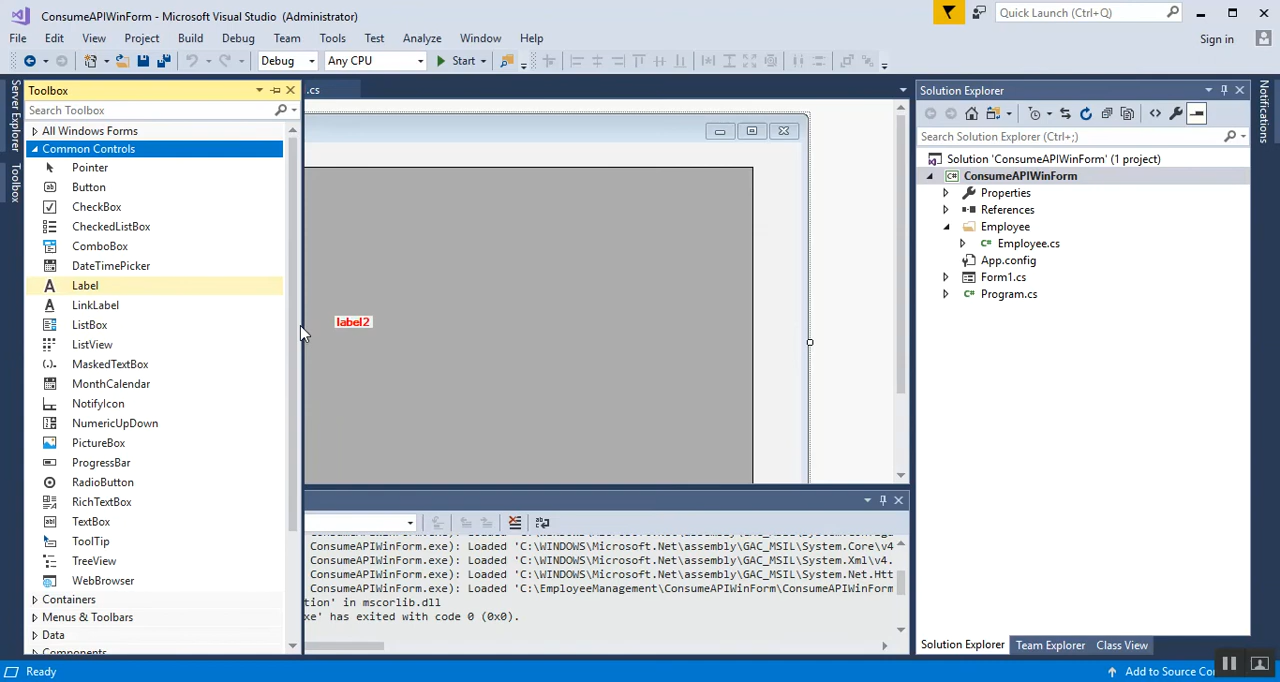 ConsumeAPIWinForm - Microsoft Visual Studio (Administrator)
Quick Launch (Ctrl+Q)
File Edit View Project Build Debug Team Tools Test Analyze Window Help
Sign in
Debug Any CPU Start
Toolbox
.cs
Solution Explorer
Server Explorer
Toolbox
Notifications
Search Toolbox
Search Solution Explorer (Ctrl+;)
All Windows Forms
Common Controls
Pointer
Button
CheckBox
CheckedListBox
ComboBox
DateTimePicker
Label
LinkLabel
ListBox
ListView
MaskedTextBox
MonthCalendar
NotifyIcon
NumericUpDown
PictureBox
ProgressBar
RadioButton
RichTextBox
TextBox
ToolTip
TreeView
WebBrowser
Containers
Menus & Toolbars
Data
Components
label2
Solution 'ConsumeAPIWinForm' (1 project)
ConsumeAPIWinForm
Properties
References
Employee
Employee.cs
App.config
Form1.cs
Program.cs
ConsumeAPIWinForm.exe): Loaded 'C:\WINDOWS\Microsoft.Net\assembly\GAC_MSIL\System.Core\v4
ConsumeAPIWinForm.exe): Loaded 'C:\WINDOWS\Microsoft.Net\assembly\GAC_MSIL\System.Xml\v4.
ConsumeAPIWinForm.exe): Loaded 'C:\WINDOWS\Microsoft.Net\assembly\GAC_MSIL\System.Net.Htt
ConsumeAPIWinForm.exe): Loaded 'C:\EmployeeManagement\ConsumeAPIWinForm\ConsumeAPIWinForm
tion' in mscorlib.dll
xe' has exited with code 0 (0x0).
Solution Explorer Team Explorer Class View
Ready
Add to Source Co